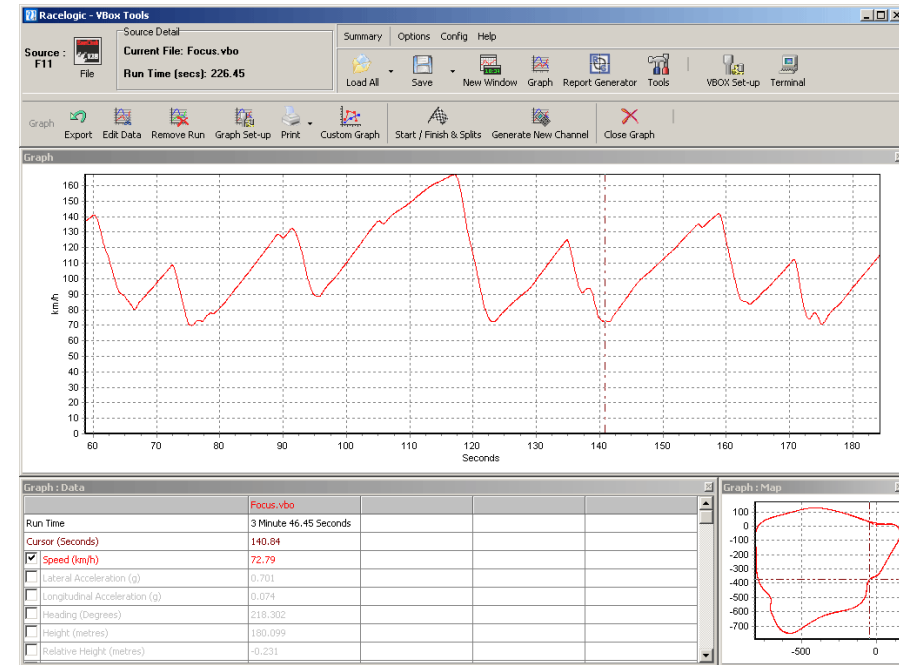 Racelogic - VBox Tools
Source Detail
Source :
F11
File
Current File: Focus.vbo
Run Time (secs): 226.45
Summary Options Config Help
Load All Save New Window Graph Report Generator Tools VBOX Set-up Terminal
Graph Export Edit Data Remove Run Graph Set-up Print Custom Graph Start / Finish & Splits Generate New Channel Close Graph
Graph
160
150
140
130
120
110
100
90
80
70
60
50
40
30
20
10
0
km/h
60 70 80 90 100 110 120 130 140 150 160 170 180
Seconds
Graph : Data
Focus.vbo
Run Time 3 Minute 46.45 Seconds
Cursor (Seconds) 140.84
Speed (km/h) 72.79
Lateral Acceleration (g) 0.701
Longitudinal Acceleration (g) 0.074
Heading (Degrees) 218.302
Height (metres) 180.099
Relative Height (metres) -0.231
Graph : Map
100
0
-100
-200
-300
-400
-500
-600
-700
-500 0